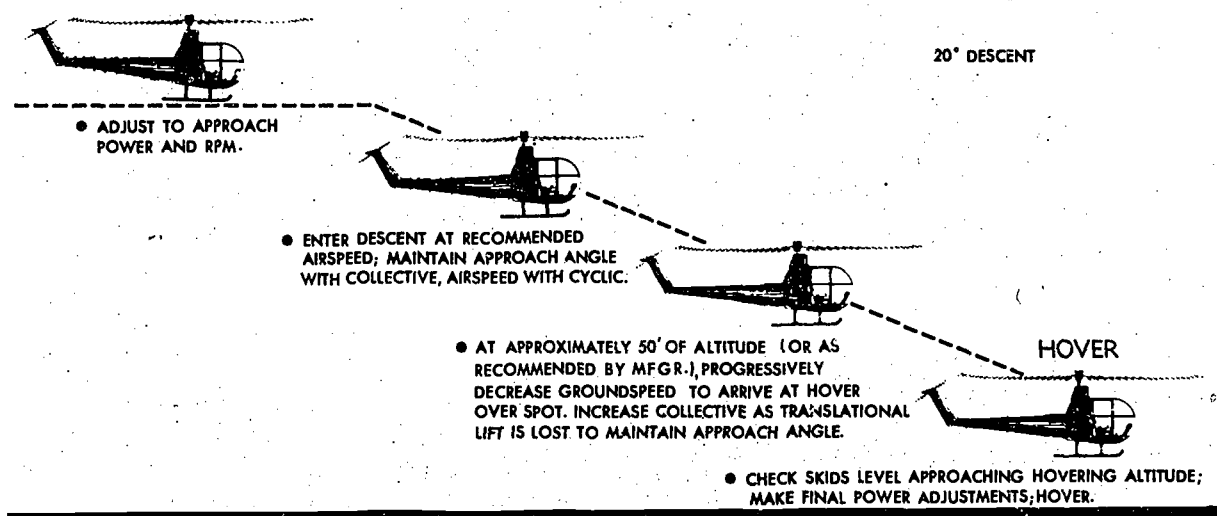 20° DESCENT
● ADJUST TO APPROACH
POWER AND RPM.
● ENTER DESCENT AT RECOMMENDED
AIRSPEED; MAINTAIN APPROACH ANGLE
WITH COLLECTIVE, AIRSPEED WITH CYCLIC.
HOVER
● AT APPROXIMATELY 50' OF ALTITUDE (OR AS
RECOMMENDED BY MFGR.), PROGRESSIVELY
DECREASE GROUNDSPEED TO ARRIVE AT HOVER
OVER SPOT. INCREASE COLLECTIVE AS TRANSLATIONAL
LIFT IS LOST TO MAINTAIN APPROACH ANGLE.
● CHECK SKIDS LEVEL APPROACHING HOVERING ALTITUDE;
MAKE FINAL POWER ADJUSTMENTS; HOVER.